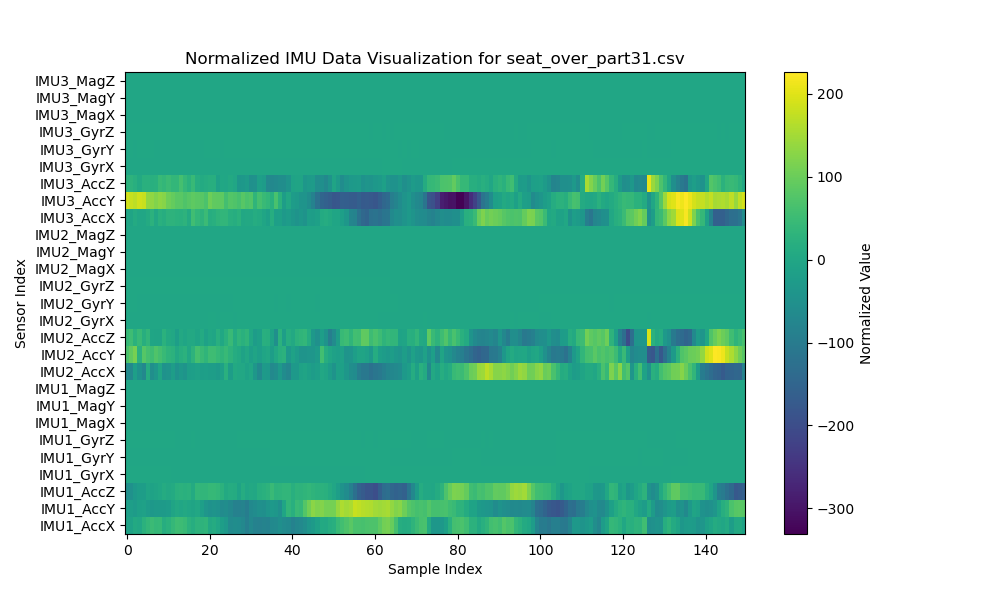 Normalized IMU Data Visualization for seat_over_part31.csv
IMU3_MagZ
IMU3_MagY
IMU3_MagX
IMU3_GyrZ
IMU3_GyrY
IMU3_GyrX
IMU3_AccZ
IMU3_AccY
IMU3_AccX
IMU2_MagZ
IMU2_MagY
IMU2_MagX
IMU2_GyrZ
IMU2_GyrY
IMU2_GyrX
IMU2_AccZ
IMU2_AccY
IMU2_AccX
IMU1_MagZ
IMU1_MagY
IMU1_MagX
IMU1_GyrZ
IMU1_GyrY
IMU1_GyrX
IMU1_AccZ
IMU1_AccY
IMU1_AccX
Sensor Index
0 20 40 60 80 100 120 140
Sample Index
200
100
0
−100
−200
−300
Normalized Value